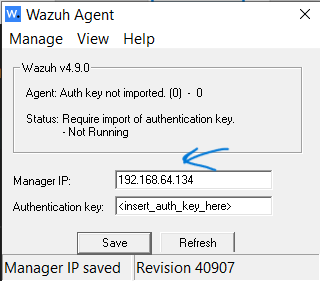 W. Wazuh Agent
Manage View Help
Wazuh v4.9.0
Agent: Auth key not imported. (0) - 0
Status: Require import of authentication key.
- Not Running
Manager IP: 192.168.64.134
Authentication key: <insert_auth_key_here>
Save Refresh
Manager IP saved Revision 40907